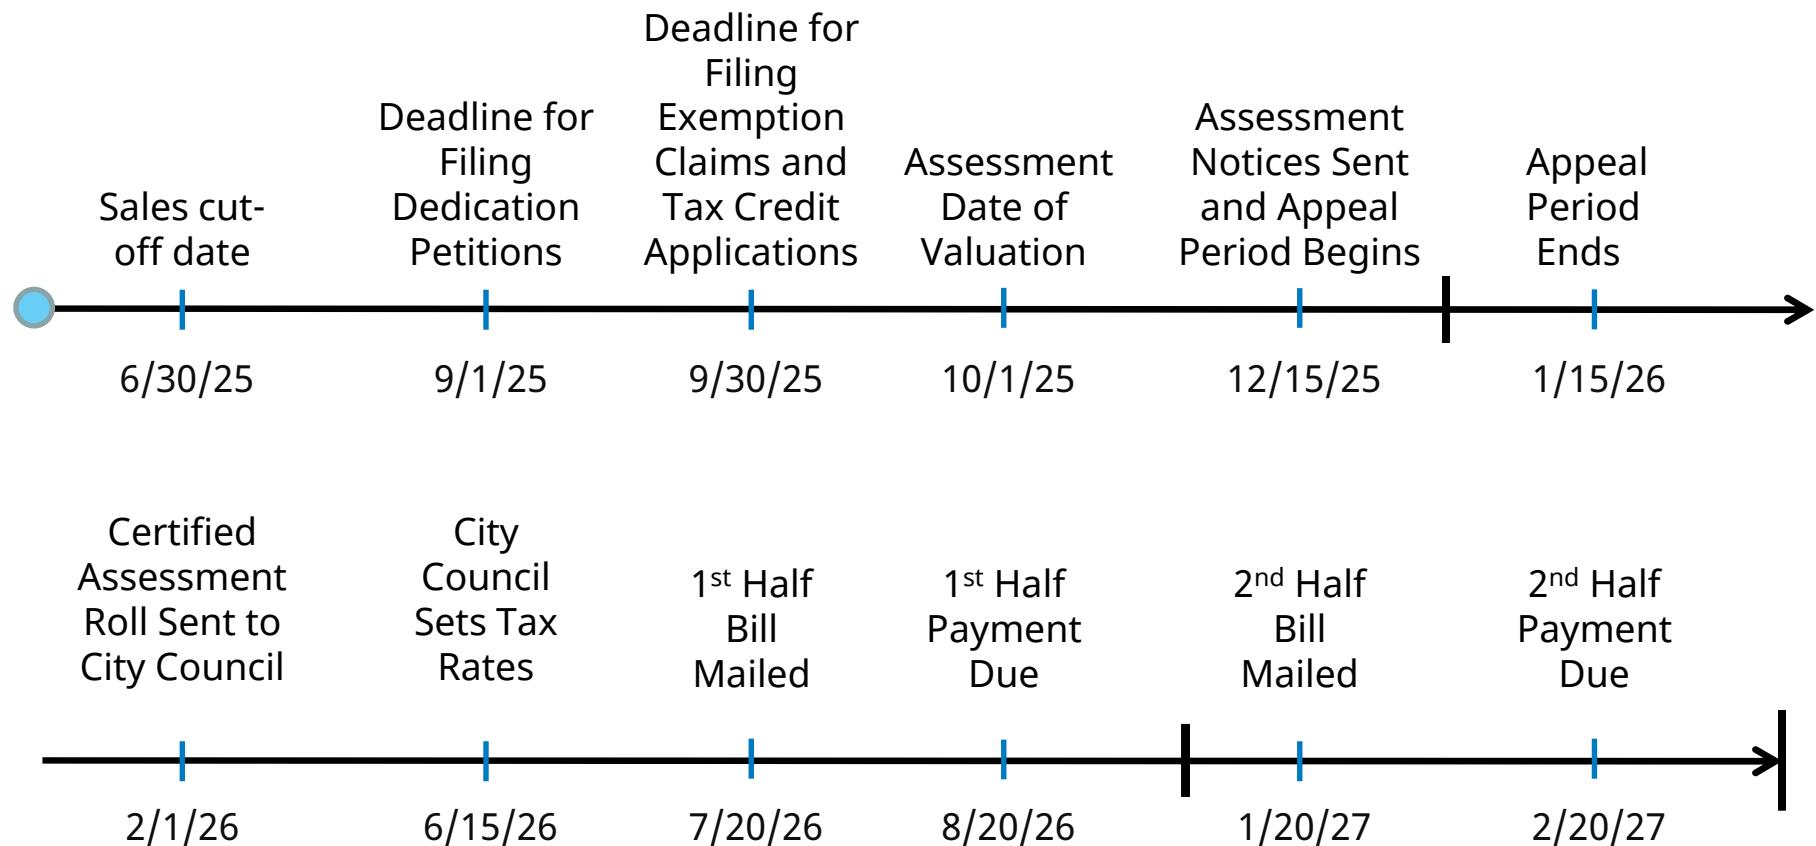 Sales cut-
off date
Deadline for
Filing
Dedication
Petitions
Deadline for
Filing
Exemption
Claims and
Tax Credit
Applications
Assessment
Date of
Valuation
Assessment
Notices Sent
and Appeal
Period Begins
Appeal
Period
Ends
6/30/25
9/1/25
9/30/25
10/1/25
12/15/25
1/15/26
Certified
Assessment
Roll Sent to
City Council
City
Council
Sets Tax
Rates
1st Half
Bill
Mailed
1st Half
Payment
Due
2nd Half
Bill
Mailed
2nd Half
Payment
Due
2/1/26
6/15/26
7/20/26
8/20/26
1/20/27
2/20/27